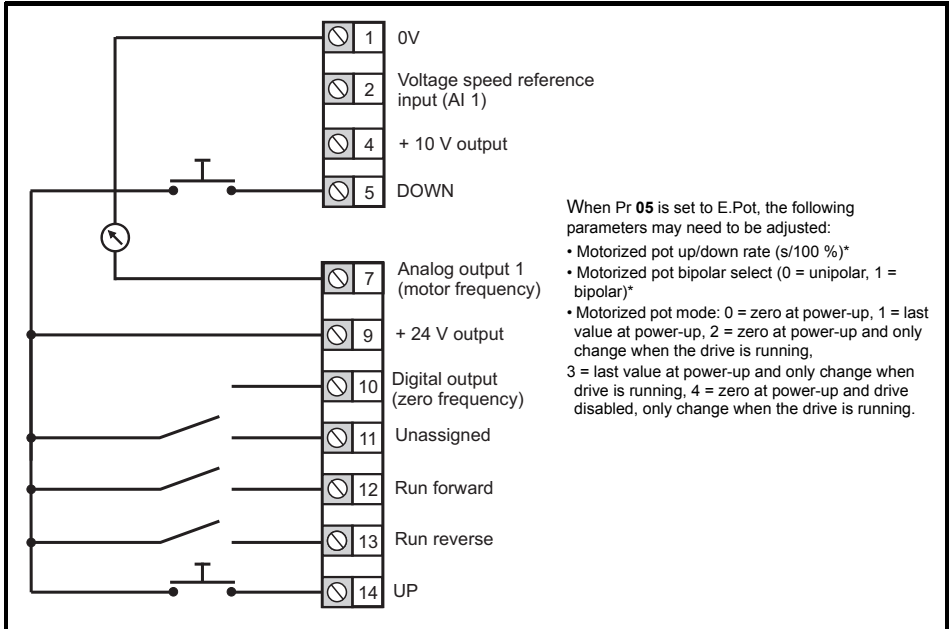 1 0V
2 Voltage speed reference
input (AI 1)
4 + 10 V output
5 DOWN
7 Analog output 1
(motor frequency)
9 + 24 V output
10 Digital output
(zero frequency)
11 Unassigned
12 Run forward
13 Run reverse
14 UP
When Pr 05 is set to E.Pot, the following
parameters may need to be adjusted:
• Motorized pot up/down rate (s/100 %)*
• Motorized pot bipolar select (0 = unipolar, 1 =
bipolar)*
• Motorized pot mode: 0 = zero at power-up, 1 = last
value at power-up, 2 = zero at power-up and only
change when the drive is running,
3 = last value at power-up and only change when
drive is running, 4 = zero at power-up and drive
disabled, only change when the drive is running.